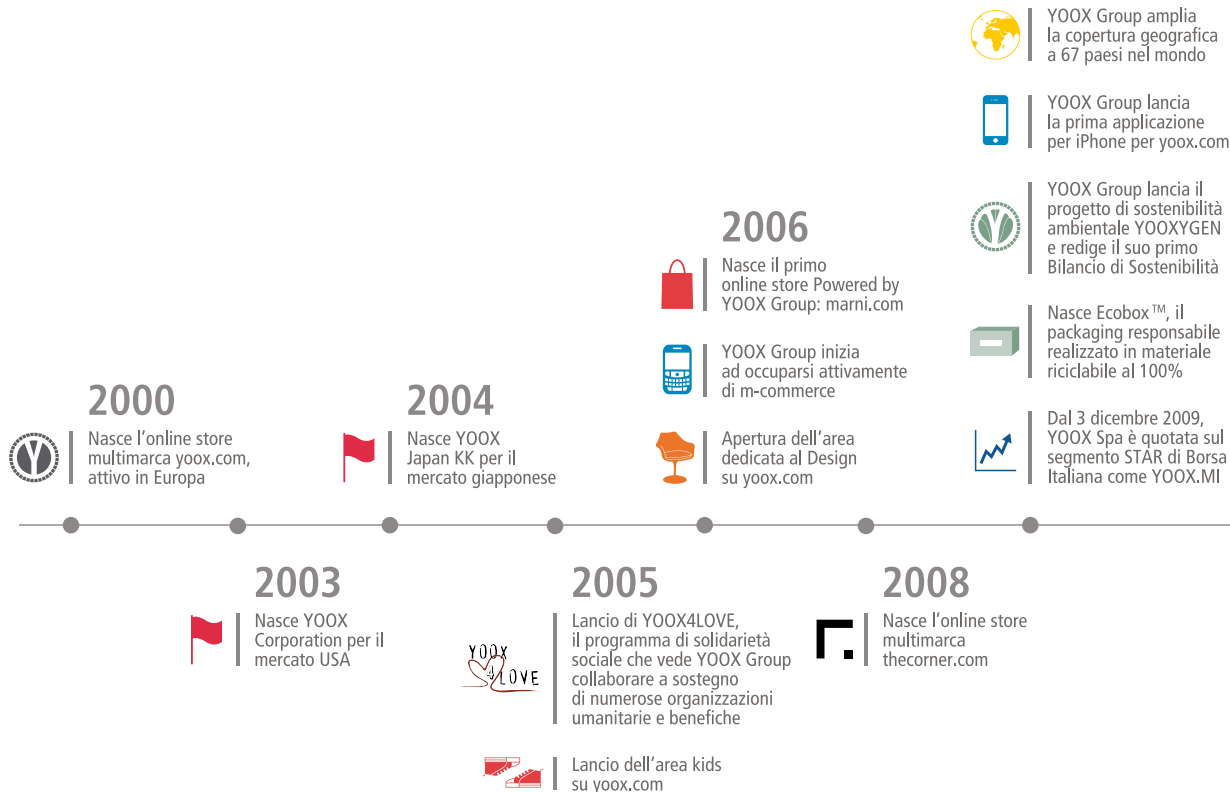 2000
Nasce l'online store
multimarca yoox.com,
attivo in Europa
2003
Nasce YOOX
Corporation per il
mercato USA
2004
Nasce YOOX
Japan KK per il
mercato giapponese
2005
YOOX
4LOVE
Lancio di YOOX4LOVE,
il programma di solidarietà
sociale che vede YOOX Group
collaborare a sostegno
di numerose organizzazioni
umanitarie e benefiche
Lancio dell'area kids
su yoox.com
2006
Nasce il primo
online store Powered by
YOOX Group: marni.com
YOOX Group inizia
ad occuparsi attivamente
di m-commerce
Apertura dell'area
dedicata al Design
su yoox.com
2008
Nasce l'online store
multimarca
thecorner.com
YOOX Group amplia
la copertura geografica
a 67 paesi nel mondo
YOOX Group lancia
la prima applicazione
per iPhone per yoox.com
YOOX Group lancia il
progetto di sostenibilità
ambientale YOOXYGEN
e redige il suo primo
Bilancio di Sostenibilità
Nasce Ecobox™, il
packaging responsabile
realizzato in materiale
riciclabile al 100%
Dal 3 dicembre 2009,
YOOX Spa è quotata sul
segmento STAR di Borsa
Italiana come YOOX.MI